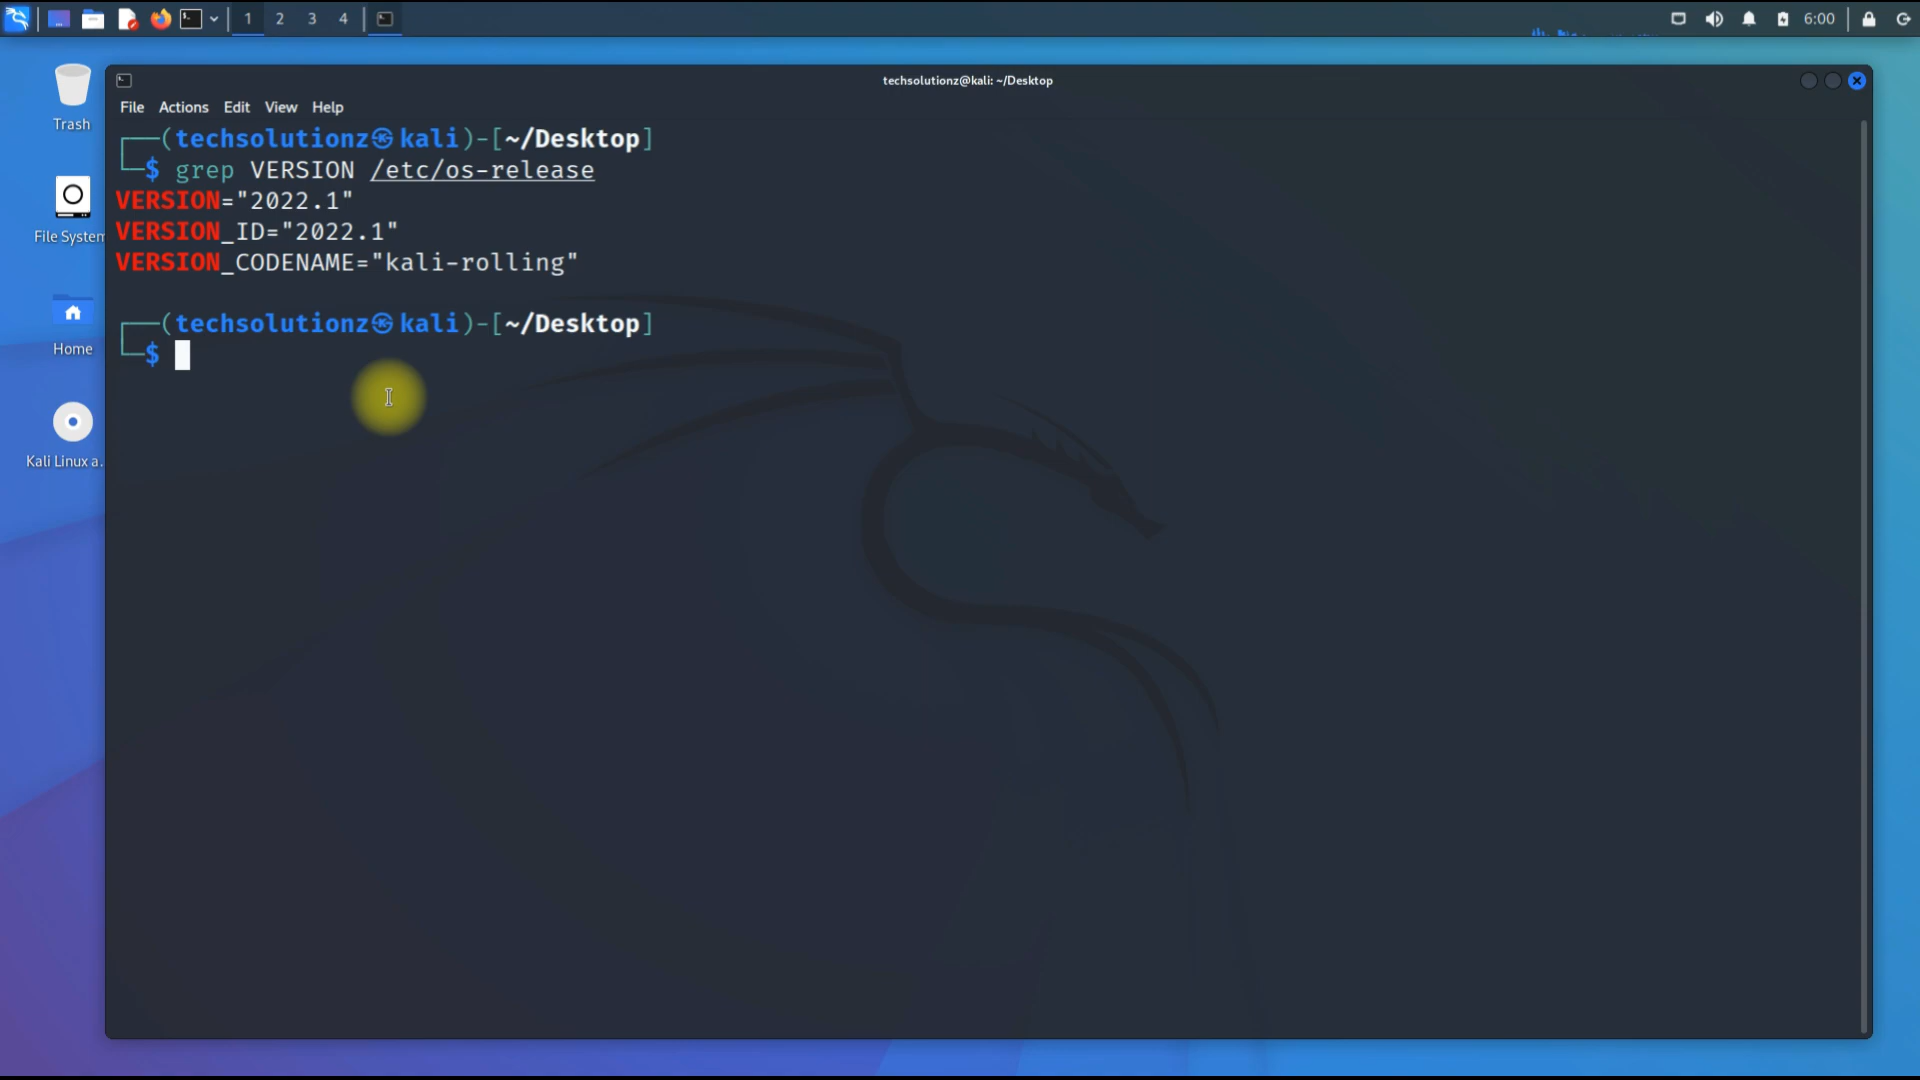 1 2 3 4
6:00
techsolutionz@kali: ~/Desktop
File Actions Edit View Help
Trash
File System
Home
Kali Linux a..
┌──(techsolutionz㉿kali)-[~/Desktop]
└─$ grep VERSION /etc/os-release
VERSION="2022.1"
VERSION_ID="2022.1"
VERSION_CODENAME="kali-rolling"
┌──(techsolutionz㉿kali)-[~/Desktop]
└─$